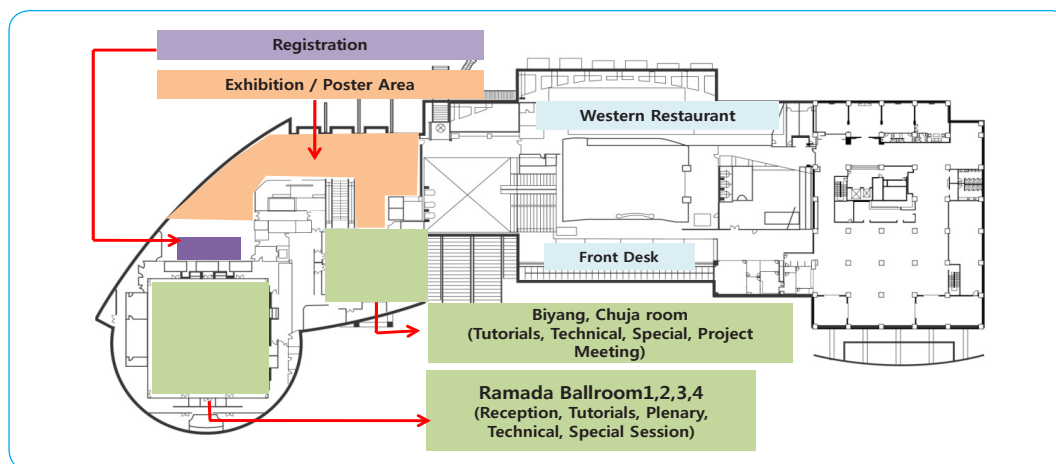 Registration
Exhibition / Poster Area
Western Restaurant
Front Desk
Biyang, Chuja room
(Tutorials, Technical, Special, Project
Meeting)
Ramada Ballroom1,2,3,4
(Reception, Tutorials, Plenary,
Technical, Special Session)